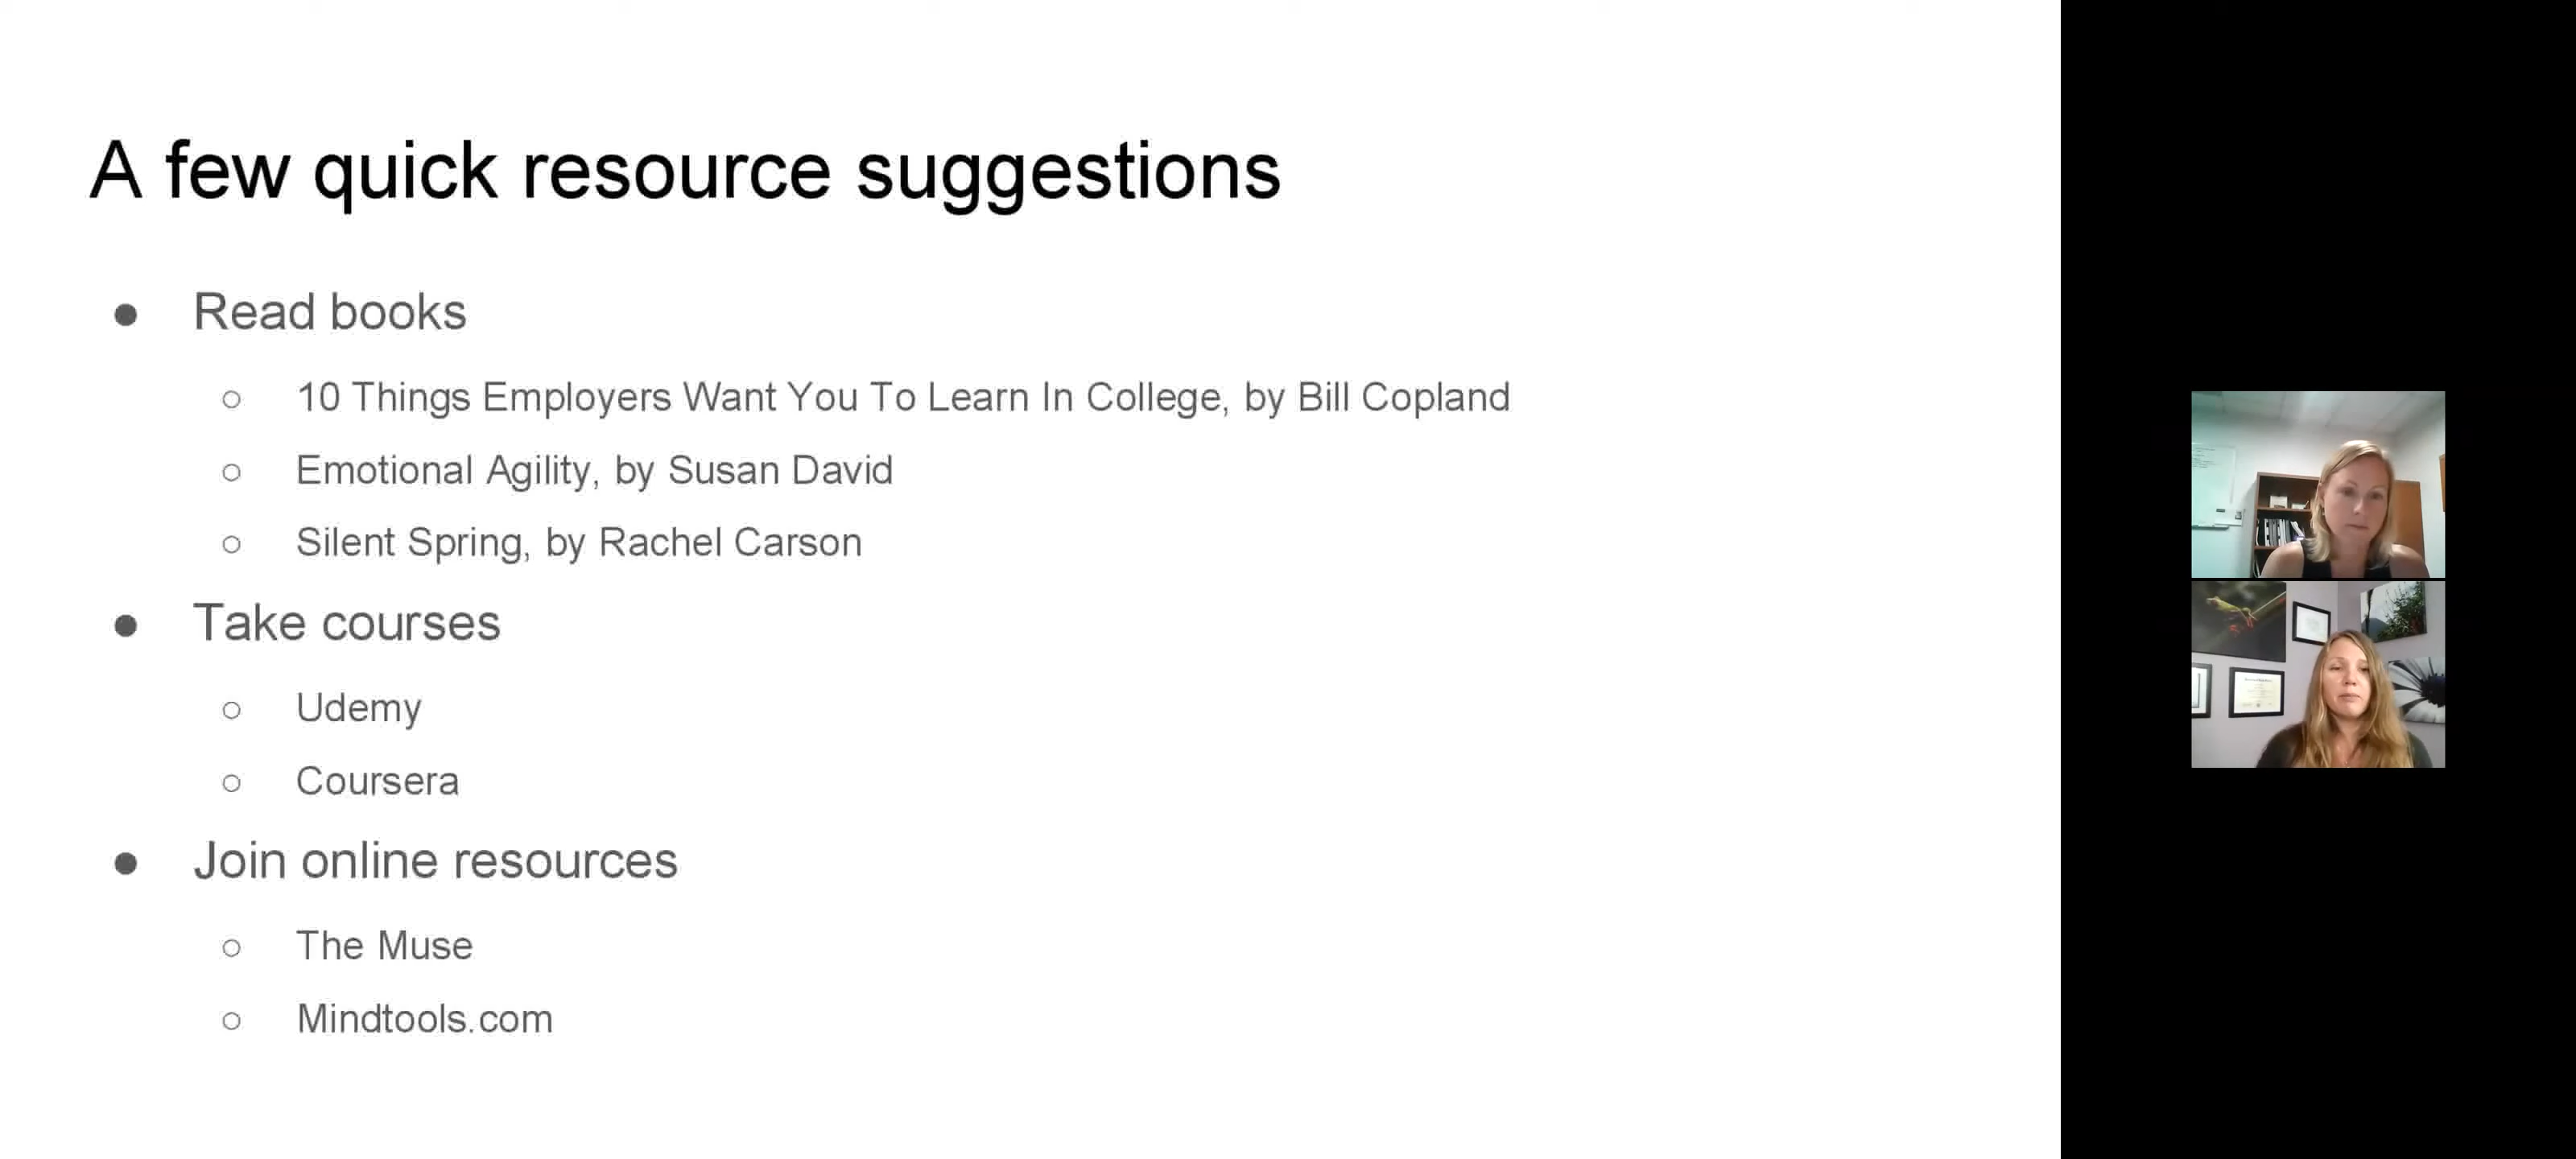 A few quick resource suggestions
● Read books
○ 10 Things Employers Want You To Learn In College, by Bill Copland
○ Emotional Agility, by Susan David
○ Silent Spring, by Rachel Carson
● Take courses
○ Udemy
○ Coursera
● Join online resources
○ The Muse
○ Mindtools.com